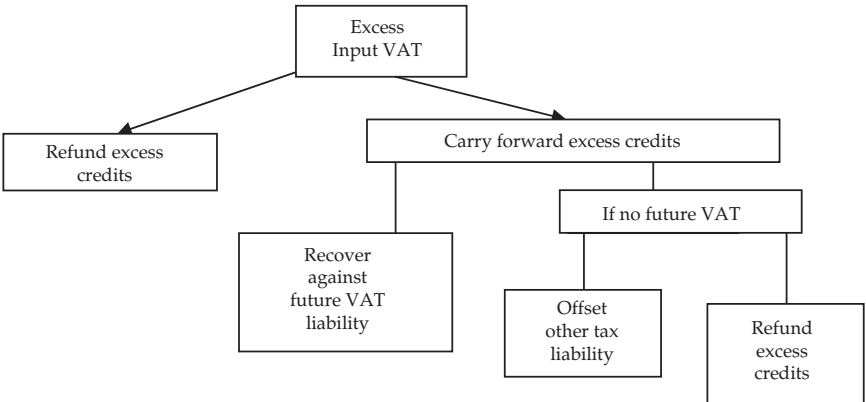 Excess
Input VAT
Refund excess
credits
Carry forward excess credits
If no future VAT
Recover
against
future VAT
liability
Offset
other tax
liability
Refund
excess
credits